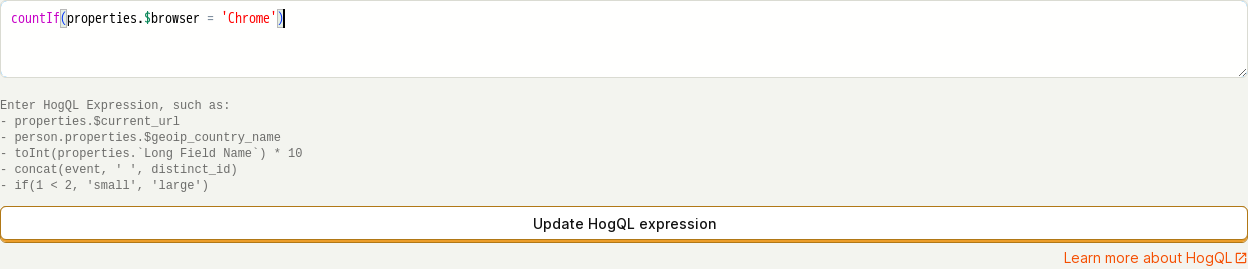 countIf(properties.$browser = 'Chrome')
Enter HogQL Expression, such as:
- properties.$current_url
- person.properties.$geoip_country_name
- toInt(properties.`Long Field Name`) * 10
- concat(event, ' ', distinct_id)
- if(1 < 2, 'small', 'large')
Update HogQL expression
Learn more about HogQL